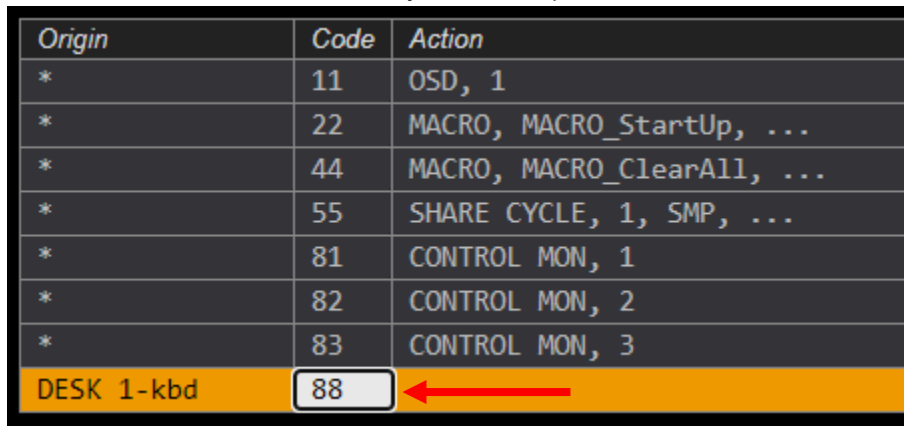 Origin Code Action
* 11 OSD, 1
* 22 MACRO, MACRO_StartUp, ...
* 44 MACRO, MACRO_ClearAll, ...
* 55 SHARE CYCLE, 1, SMP, ...
* 81 CONTROL MON, 1
* 82 CONTROL MON, 2
* 83 CONTROL MON, 3
DESK 1-kbd 88